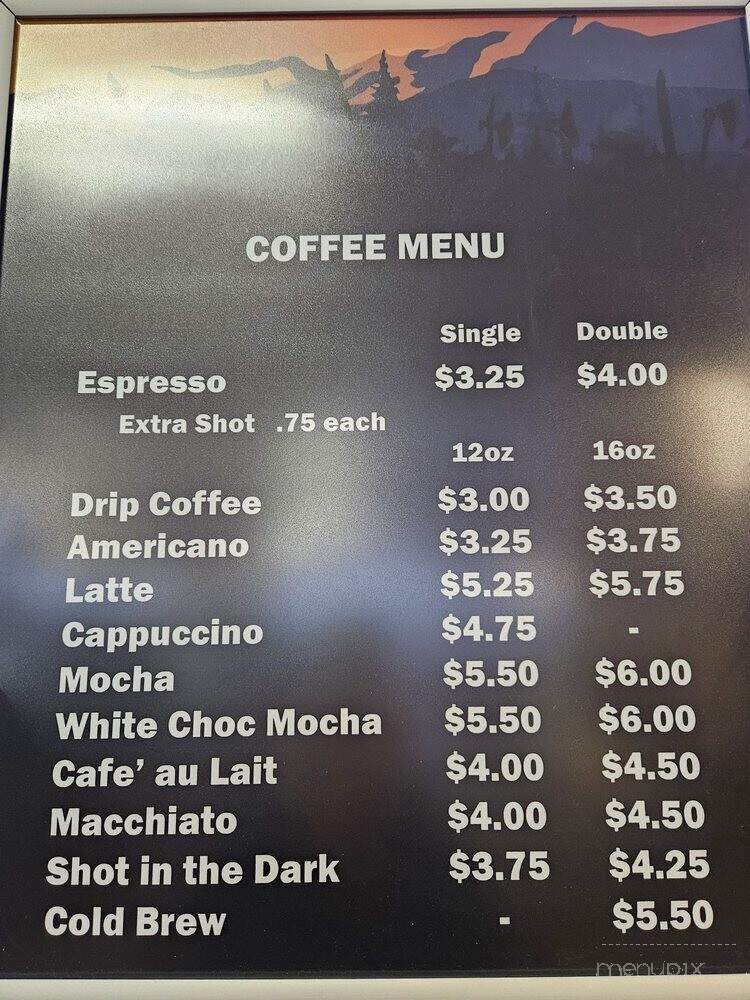 COFFEE MENU
Single Double
Espresso $3.25 $4.00
Extra Shot .75 each
12oz 16oz
Drip Coffee $3.00 $3.50
Americano $3.25 $3.75
Latte $5.25 $5.75
Cappuccino $4.75 -
Mocha $5.50 $6.00
White Choc Mocha $5.50 $6.00
Cafe’ au Lait $4.00 $4.50
Macchiato $4.00 $4.50
Shot in the Dark $3.75 $4.25
Cold Brew - $5.50
menupix